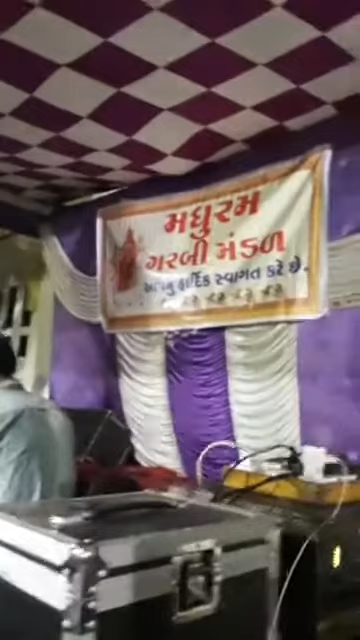 મધુરમ
ગરબી મંડળ
આપનુ હાર્દિક સ્વાગત કરે છે.